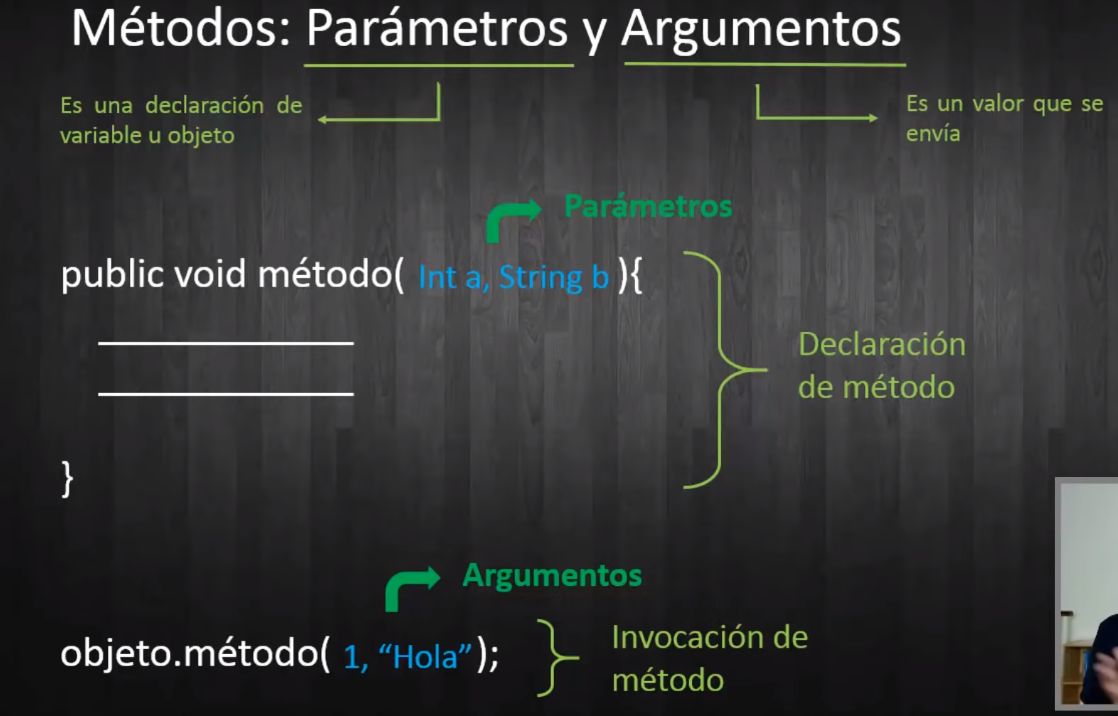 Métodos: Parámetros y Argumentos
Es una declaración de
variable u objeto
Es un valor que se
envía
Parámetros
public void método( Int a, String b ){
Declaración
de método
}
Argumentos
objeto.método( 1, “Hola”);
Invocación de
método